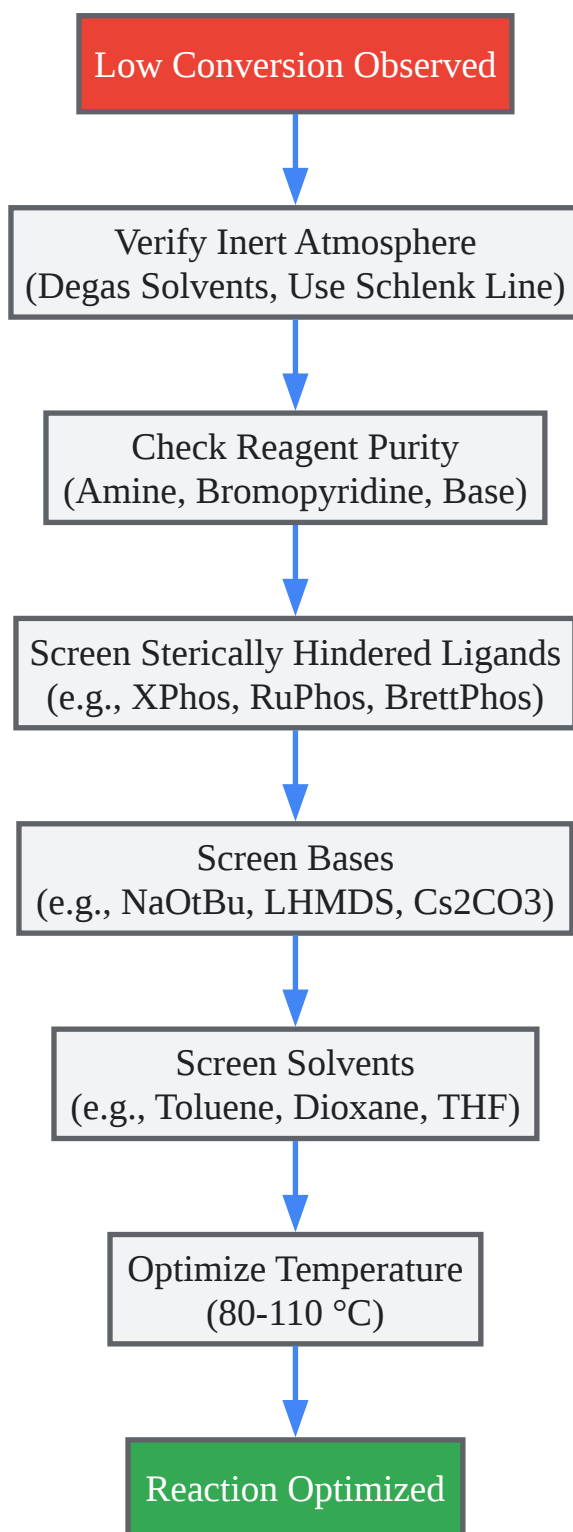 Low Conversion Observed
Verify Inert Atmosphere
(Degas Solvents, Use Schlenk Line)
Check Reagent Purity
(Amine, Bromopyridine, Base)
Screen Sterically Hindered Ligands
(e.g., XPhos, RuPhos, BrettPhos)
Screen Bases
(e.g., NaOtBu, LHMDS, Cs2CO3)
Screen Solvents
(e.g., Toluene, Dioxane, THF)
Optimize Temperature
(80-110 °C)
Reaction Optimized